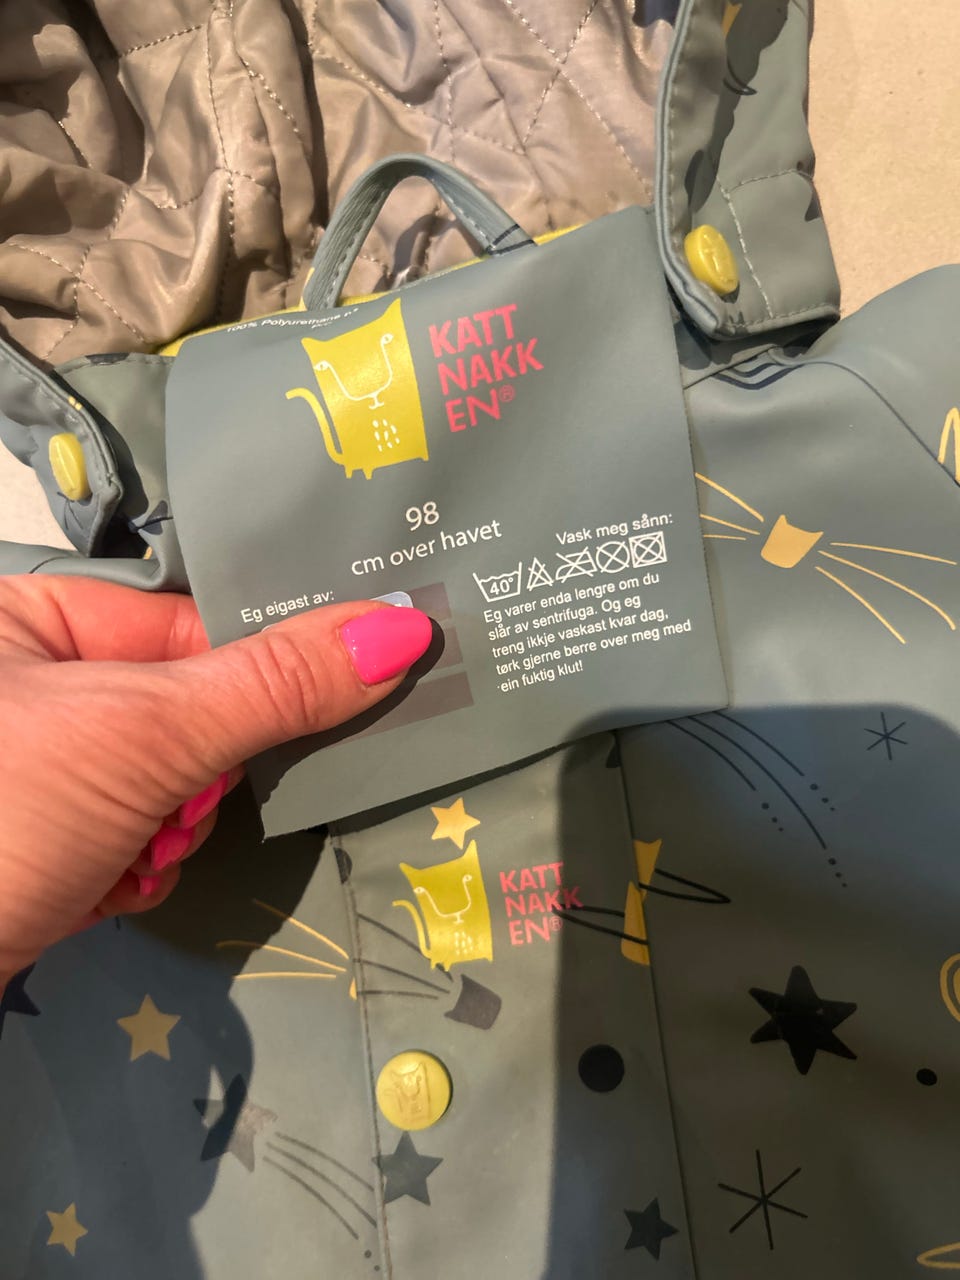 100% Polyurethane
KATT
NAKK
EN®
98
cm over havet
Vask meg sånn:
40°
Eg eigast av:
Eg varer enda lengre om du
slår av sentrifuga. Og eg
treng ikkje vaskast kvar dag,
tørk gjerne berre over meg med
ein fuktig klut!
KATT
NAKK
EN®